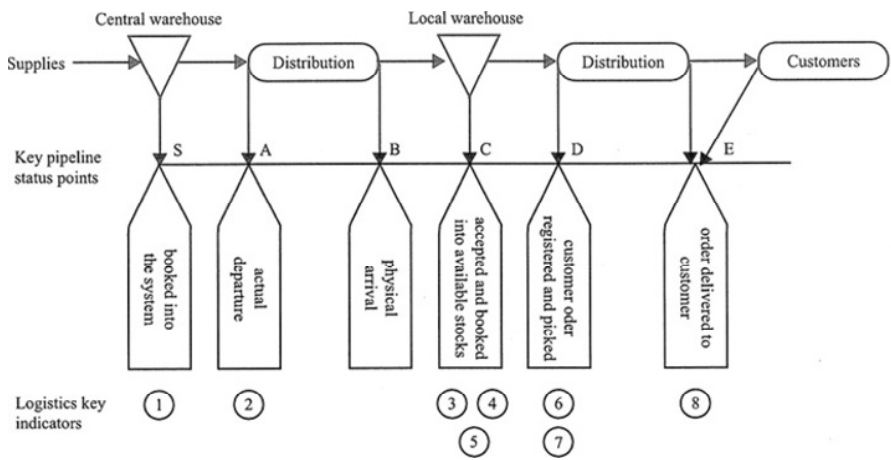 Central warehouse
Local warehouse
Supplies
Distribution
Distribution
Customers
Key pipeline
status points
S
A
B
C
D
E
booked into
the system
actual
departure
physical
arrival
accepted and booked
into available stocks
customer oder
registered and picked
order delivered to
customer
Logistics key
indicators
1
2
3
4
5
6
7
8